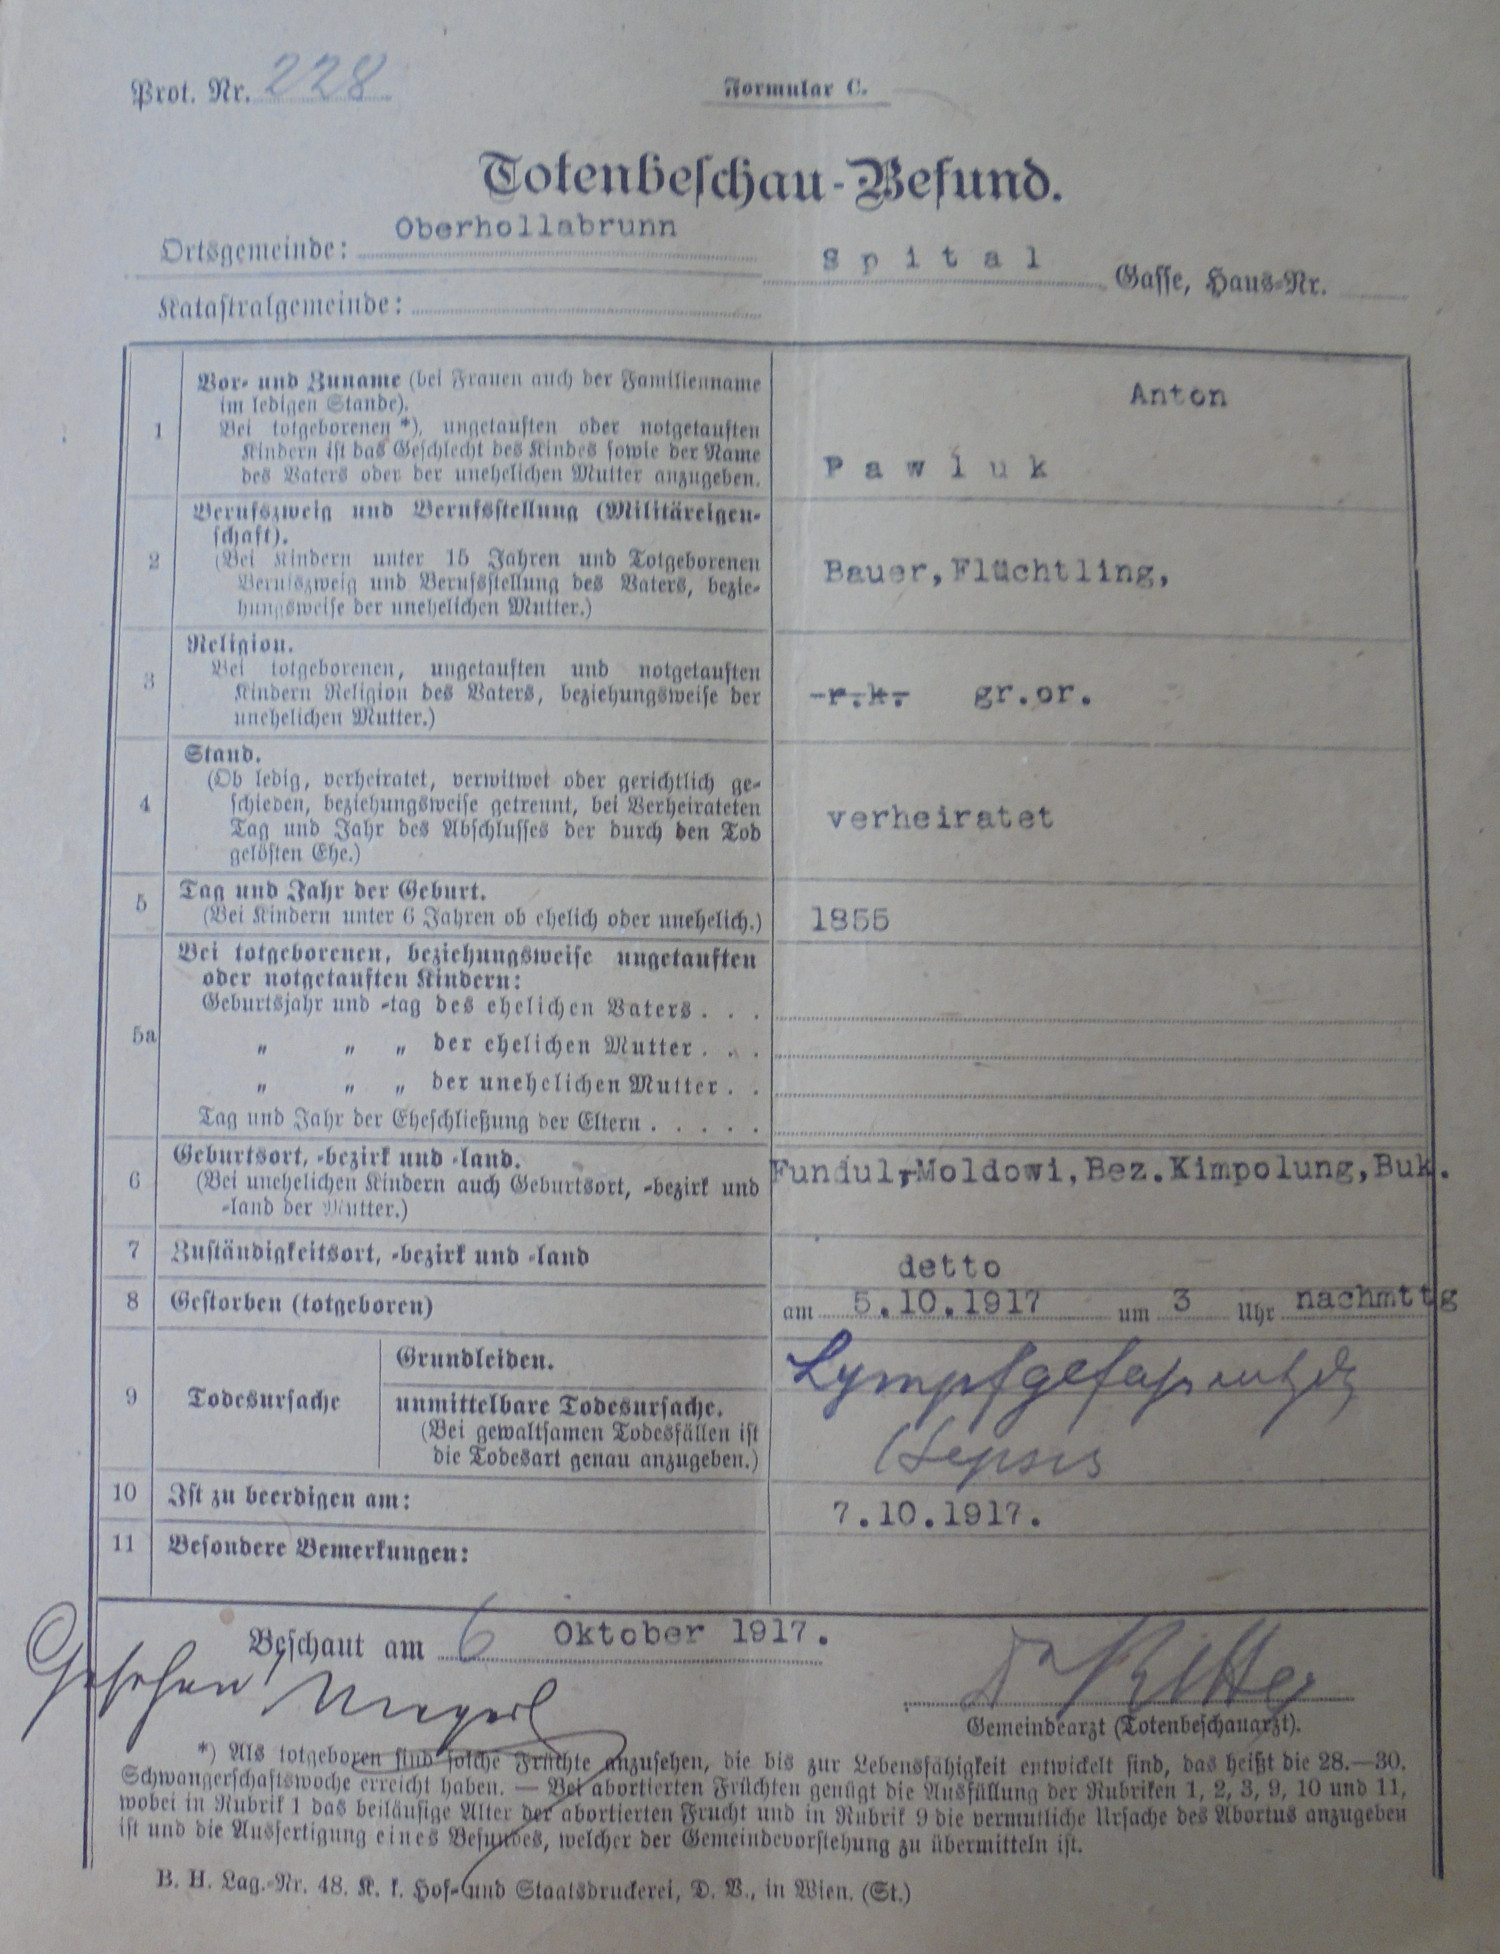 Prot. Nr. 228
Formular C.
Totenbeschau-Befund.
Ortsgemeinde: Oberhollabrunn
Spital Gasse, Haus-Nr.
Katastralgemeinde:
1
Vor- und Zuname (bei Frauen auch der Familienname
im ledigen Stande).
Bei totgeborenen *), ungetauften oder notgetauften
Kindern ist das Geschlecht des Kindes sowie der Name
des Vaters oder der unehelichen Mutter anzugeben.
Anton
Pawluk
2
Berufszweig und Berufsstellung (Militäreigen-
schaft).
(Bei Kindern unter 15 Jahren und Totgeborenen
Berufszweig und Berufsstellung des Vaters, bezie-
hungsweise der unehelichen Mutter.)
Bauer, Flüchtling,
3
Religion.
Bei totgeborenen, ungetauften und notgetauften
Kindern Religion des Vaters, beziehungsweise der
unehelichen Mutter.)
r.k. gr.or.
4
Stand.
(Ob ledig, verheiratet, verwitwet oder gerichtlich ge-
schieden, beziehungsweise getrennt, bei Verheirateten
Tag und Jahr des Abschlusses der durch den Tod
gelösten Ehe.)
verheiratet
5
Tag und Jahr der Geburt.
(Bei Kindern unter 6 Jahren ob ehelich oder unehelich.)
1855
5a
Bei totgeborenen, beziehungsweise ungetauften
oder notgetauften Kindern:
Geburtsjahr und -tag des ehelichen Vaters . . .
" " " der ehelichen Mutter . . .
" " " der unehelichen Mutter . .
Tag und Jahr der Eheschließung der Eltern . . . . .
6
Geburtsort, -bezirk und -land.
(Bei unehelichen Kindern auch Geburtsort, -bezirk und
-land der Mutter.)
Fundul,-Moldowi, Bez. Kimpolung, Buk.
7 Zuständigkeitsort, -bezirk und -land
detto
8 Gestorben (totgeboren)
am 5.10.1917 um 3 Uhr nachmttg
9 Todesursache
Grundleiden.
Lympfgefäß
unmittelbare Todesursache.
(Bei gewaltsamen Todesfällen ist
die Todesart genau anzugeben.)
Sepsis
10 Ist zu beerdigen am:
7.10.1917.
11 Besondere Bemerkungen:
Beschaut am 6 Oktober 1917.
Gesehen
Dr Ritter
Gemeindearzt (Totenbeschauarzt).
*) Als totgeboren sind solche Früchte anzusehen, die bis zur Lebensfähigkeit entwickelt sind, das heißt die 28.—30.
Schwangerschaftswoche erreicht haben. — Bei abortierten Früchten genügt die Ausfüllung der Rubriken 1, 2, 3, 9, 10 und 11,
wobei in Rubrik 1 das beiläufige Alter der abortierten Frucht und in Rubrik 9 die vermutliche Ursache des Abortus anzugeben
ist und die Ausfertigung eines Befundes, welcher der Gemeindevorstehung zu übermitteln ist.
B. H. Lag.-Nr. 48. K. k. Hof- und Staatsdruckerei, D. V., in Wien. (St.)